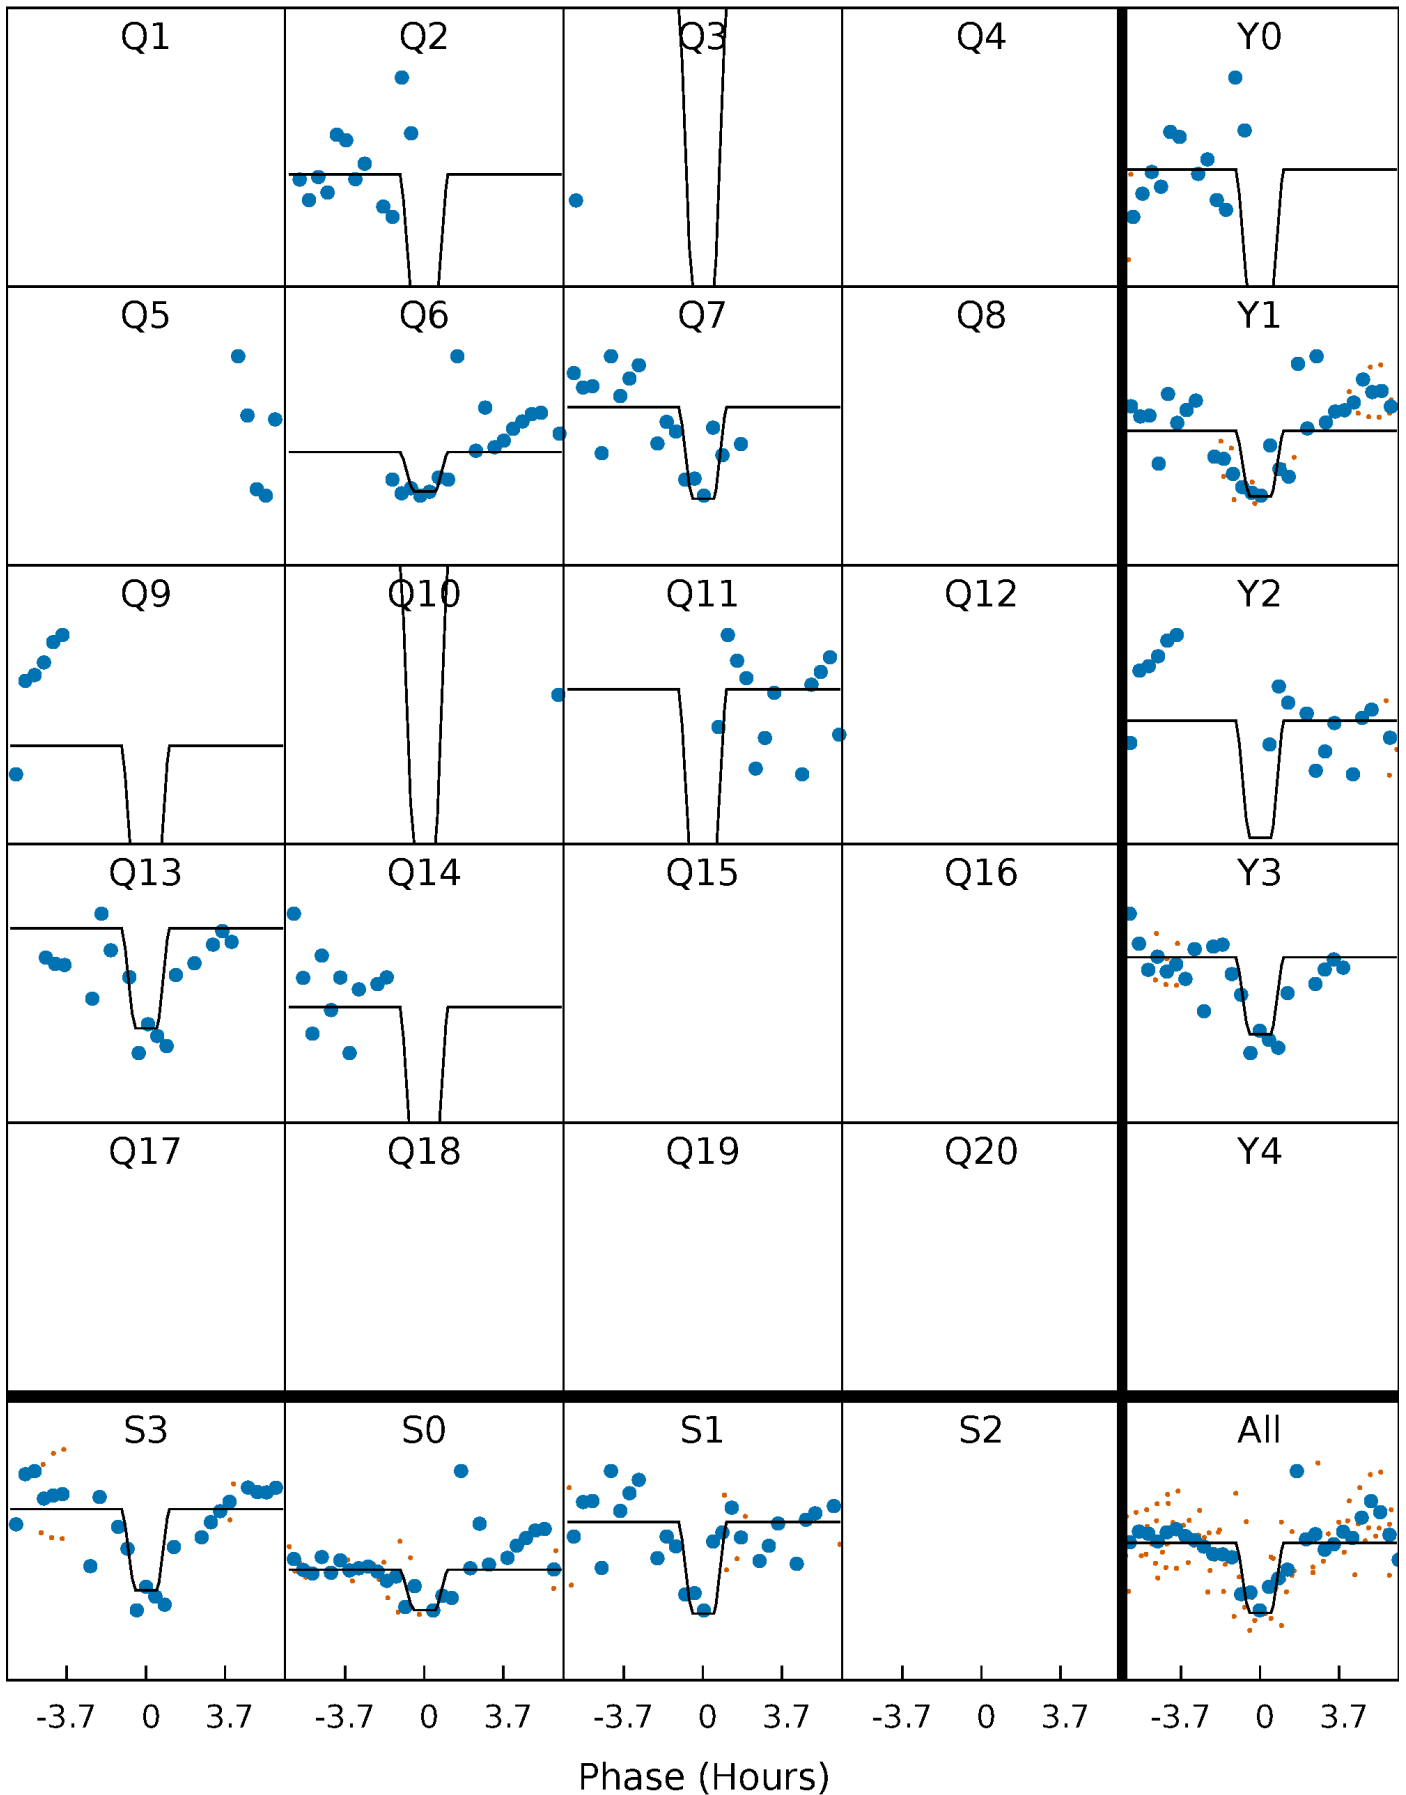 Q1 Q2 Q3 Q4 Y0
Q5 Q6 Q7 Q8 Y1
Q9 Q10 Q11 Q12 Y2
Q13 Q14 Q15 Q16 Y3
Q17 Q18 Q19 Q20 Y4
S3 S0 S1 S2 All
-3.7 0 3.7 -3.7 0 3.7 -3.7 0 3.7 -3.7 0 3.7 -3.7 0 3.7
Phase (Hours)